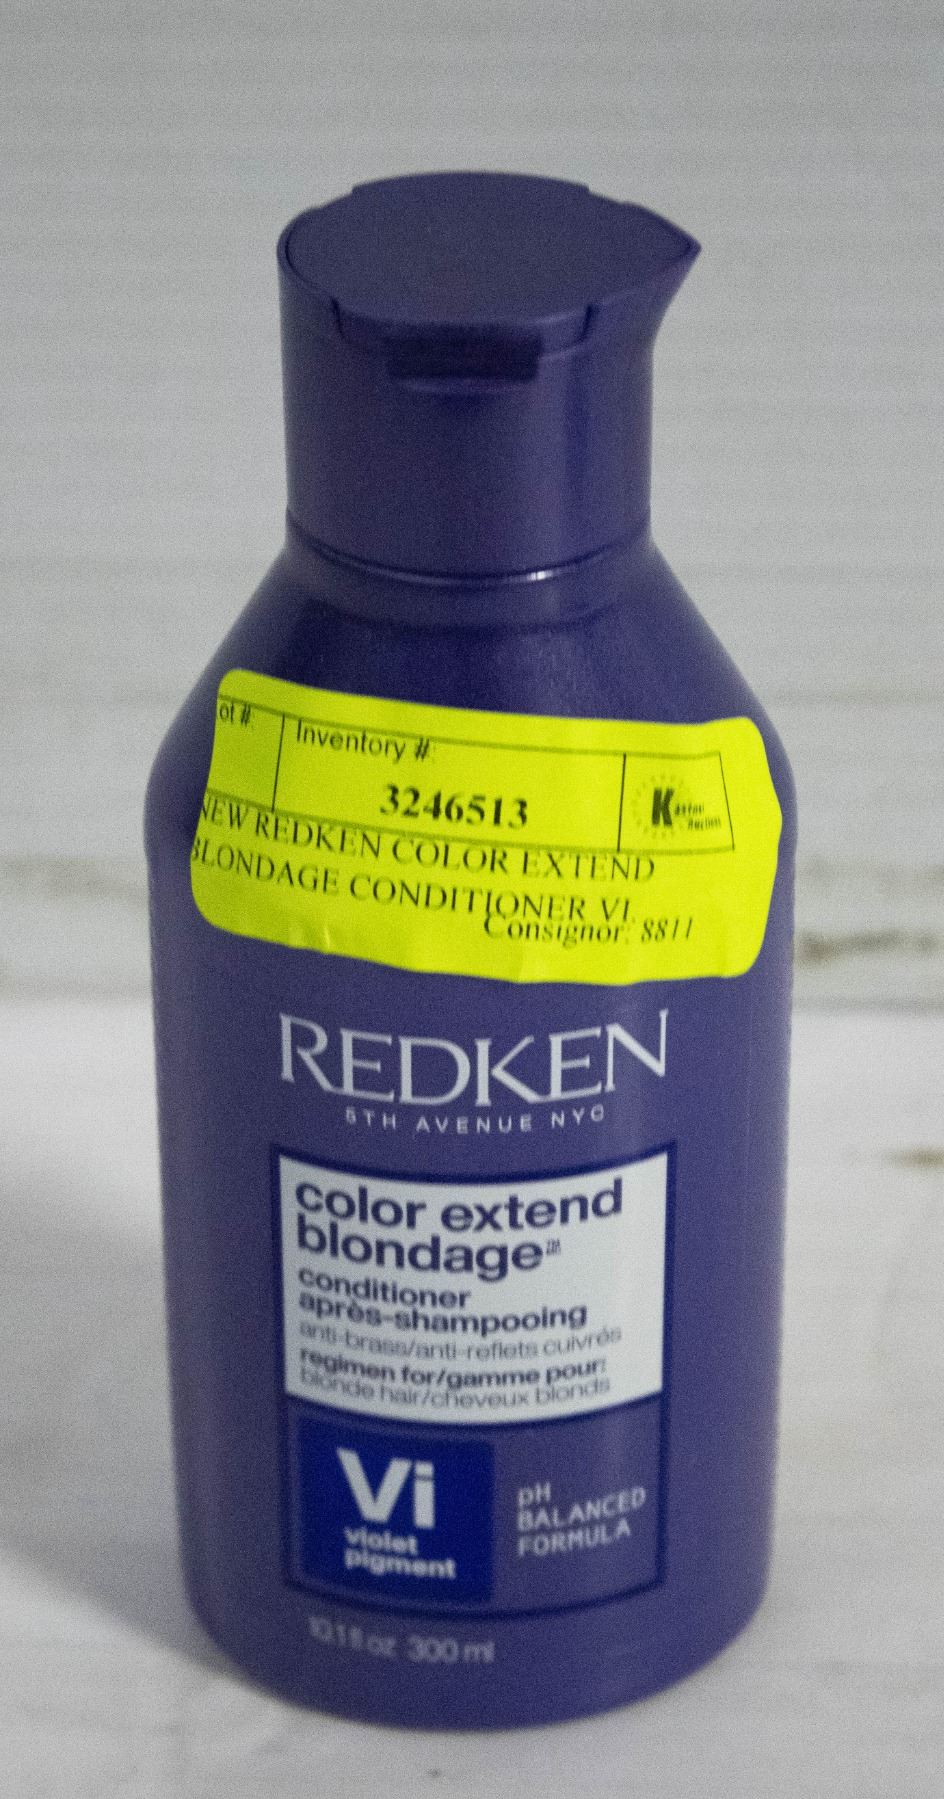 ot #:
Inventory #:
3246513
K
NEW REDKEN COLOR EXTEND
BLONDAGE CONDITIONER VI
Consignor: 8811
REDKEN
5TH AVENUE NYC
color extend
blondage
conditioner
après-shampooing
anti-brass/anti-reflets cuivrés
regimen for/gamme pour:
blonde hair/cheveux blonds
Vi
violet
pigment
pH
BALANCED
FORMULA
10.1 fl oz 300 ml